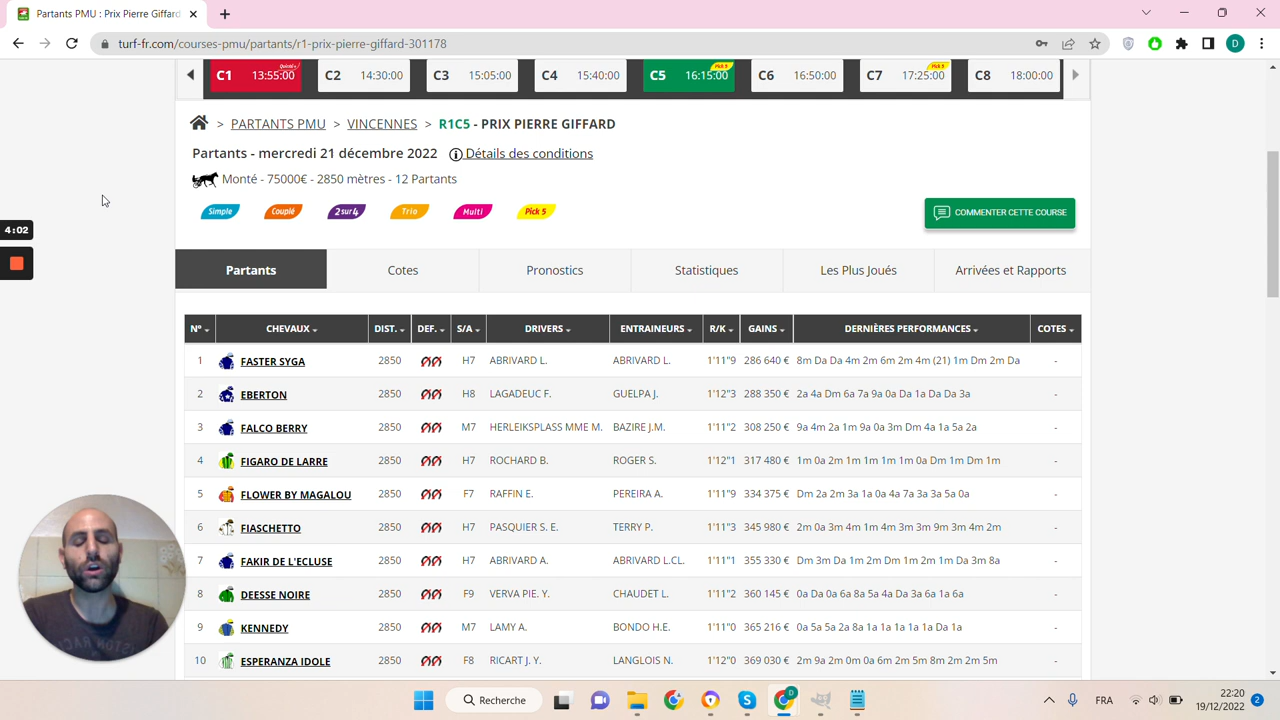 Partants PMU : Prix Pierre Giffard
turf-fr.com/courses-pmu/partants/r1-prix-pierre-giffard-301178
C1 13:55:00 C2 14:30:00 C3 15:05:00 C4 15:40:00 C5 16:15:00 Pick 5 C6 16:50:00 C7 17:25:00 Pick 5 C8 18:00:00
> PARTANTS PMU > VINCENNES > R1C5 - PRIX PIERRE GIFFARD
Partants - mercredi 21 décembre 2022 Détails des conditions
Monté - 75000€ - 2850 mètres - 12 Partants
Simple Couplé 2sur4 Trio Multi Pick 5
COMMENTER CETTE COURSE
4:02
Partants Cotes Pronostics Statistiques Les Plus Joués Arrivées et Rapports
N° CHEVAUX DIST. DEF. S/A DRIVERS ENTRAINEURS R/K GAINS DERNIÈRES PERFORMANCES COTES
1 FASTER SYGA 2850 H7 ABRIVARD L. ABRIVARD L. 1'11"9 286 640 € 8m Da Da 4m 2m 6m 2m 4m (21) 1m Dm 2m Da -
2 EBERTON 2850 H8 LAGADEUC F. GUELPA J. 1'12"3 288 350 € 2a 4a Dm 6a 7a 9a 0a Da 1a Da Da 3a -
3 FALCO BERRY 2850 M7 HERLEIKSPLASS MME M. BAZIRE J.M. 1'11"2 308 250 € 9a 4m 2a 1m 9a 0a 3m Dm 4a 1a 5a 2a -
4 FIGARO DE LARRE 2850 H7 ROCHARD B. ROGER S. 1'12"1 317 480 € 1m 0a 2m 1m 1m 1m 1m 0a Dm 1m Dm 1m -
5 FLOWER BY MAGALOU 2850 F7 RAFFIN E. PEREIRA A. 1'11"9 334 375 € Dm 2a 2m 3a 1a 0a 4a 7a 3a 3a 5a 0a -
6 FIASCHETTO 2850 H7 PASQUIER S. E. TERRY P. 1'11"3 345 980 € 2m 0a 3m 4m 1m 4m 3m 3m 9m 3m 4m 2m -
7 FAKIR DE L'ECLUSE 2850 H7 ABRIVARD A. ABRIVARD L.CL. 1'11"1 355 330 € Dm 3m Da 1m 2m Dm 1m 2m 1m Da 3m 8a -
8 DEESSE NOIRE 2850 F9 VERVA PIE. Y. CHAUDET L. 1'11"2 360 145 € 0a Da 0a 6a 8a 5a 4a Da 3a 6a 1a 6a -
9 KENNEDY 2850 M7 LAMY A. BONDO H.E. 1'11"0 365 216 € 0a 5a 5a 2a 8a 1a 1a 1a 1a 1a Da 1a -
10 ESPERANZA IDOLE 2850 F8 RICART J. Y. LANGLOIS N. 1'12"0 369 030 € 2m 9a 2m 0m 0a 6m 2m 5m 8m 2m 2m 5m -
Recherche
FRA
22:20
19/12/2022
2